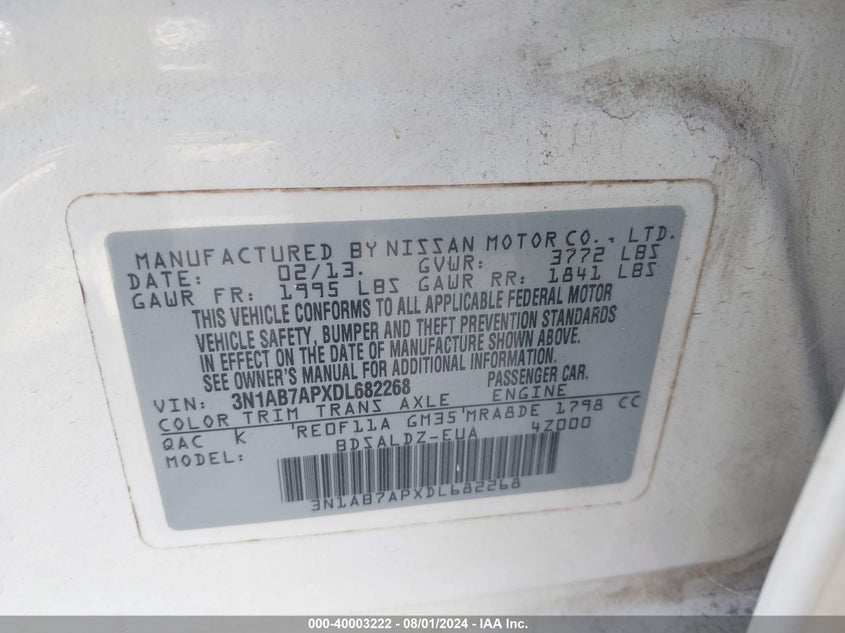 MANUFACTURED BY NISSAN MOTOR CO., LTD.
DATE: 02/13. GVWR: 3772 LBS
GAWR FR: 1995 LBS GAWR RR: 1841 LBS
THIS VEHICLE CONFORMS TO ALL APPLICABLE FEDERAL MOTOR
VEHICLE SAFETY, BUMPER AND THEFT PREVENTION STANDARDS
IN EFFECT ON THE DATE OF MANUFACTURE SHOWN ABOVE.
SEE OWNER'S MANUAL FOR ADDITIONAL INFORMATION.
VIN: 3N1AB7APXDL682268 PASSENGER CAR.
COLOR TRIM TRANS AXLE ENGINE
QAC K RE0F11A GM35 MRA8DE 1798 CC
MODEL: BDSALDZ-EUA 4Z000
3N1AB7APXDL682268
000-40003222 - 08/01/2024 - IAA Inc.